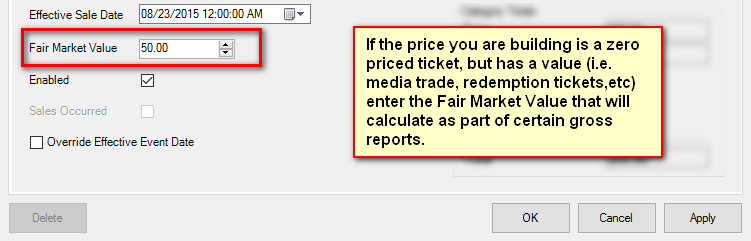 Effective Sale Date 08/23/2015 12:00:00 AM
Fair Market Value 50.00
Enabled
Sales Occurred
Override Effective Event Date
If the price you are building is a zero
priced ticket, but has a value (i.e.
media trade, redemption tickets,etc)
enter the Fair Market Value that will
calculate as part of certain gross
reports.
Delete OK Cancel Apply